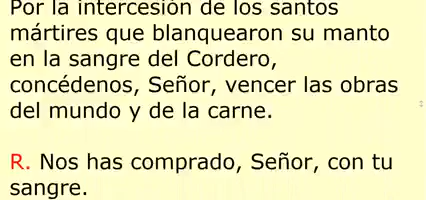 Por la intercesión de los santos
mártires que blanquearon su manto
en la sangre del Cordero,
concédenos, Señor, vencer las obras
del mundo y de la carne.
R. Nos has comprado, Señor, con tu
sangre.